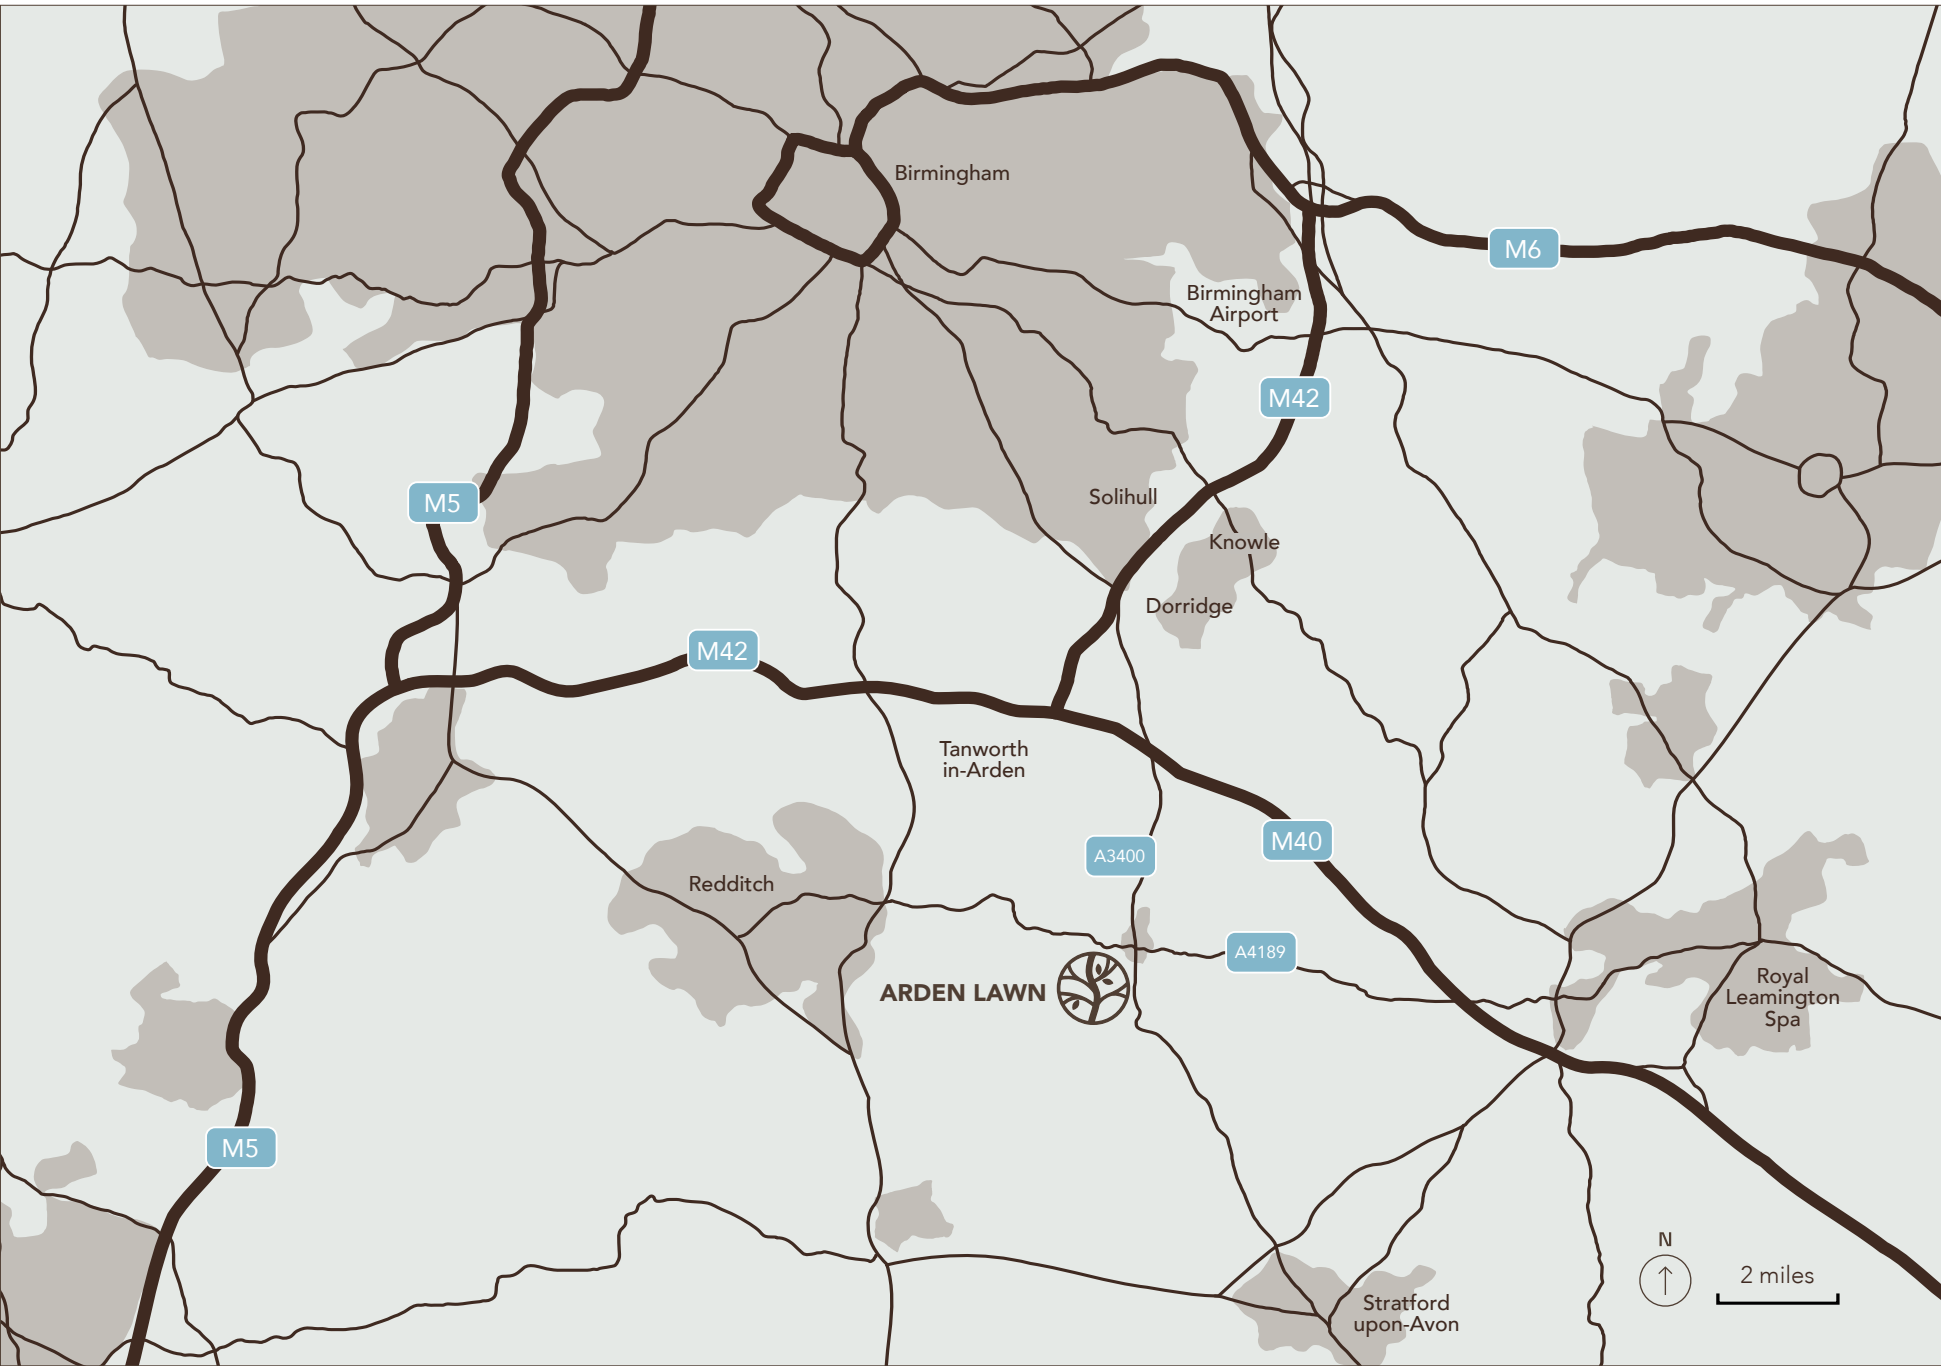 Birmingham
M6
Birmingham
Airport
M42
Solihull
M5
Knowle
Dorridge
M42
Tanworth
in-Arden
A3400
M40
Redditch
A4189
ARDEN LAWN
Royal
Leamington
Spa
M5
N
2 miles
Stratford
upon-Avon